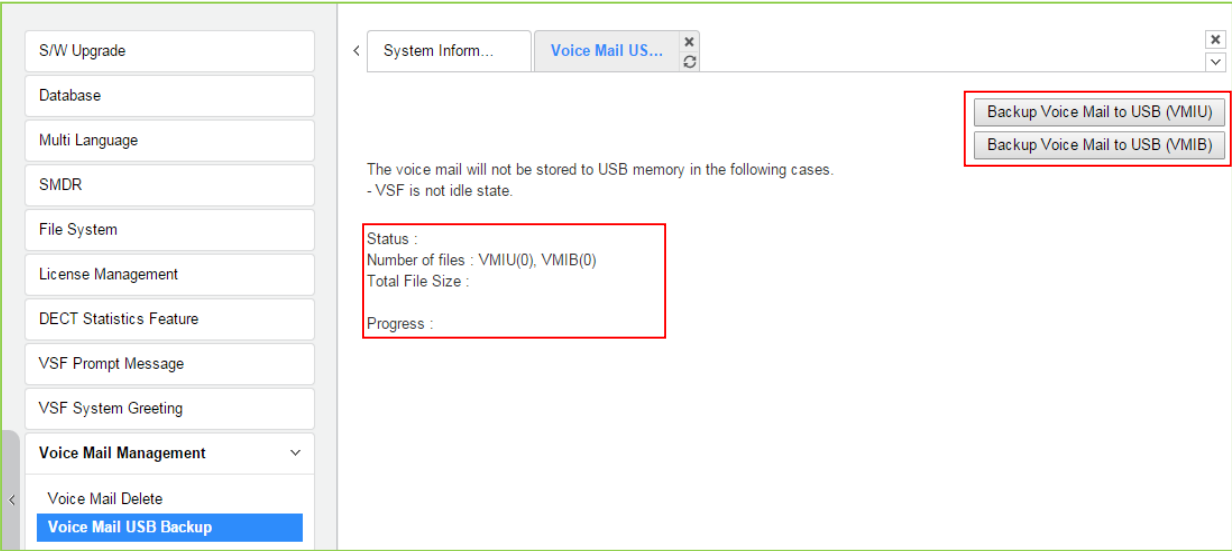 S/W Upgrade
Database
Multi Language
SMDR
File System
License Management
DECT Statistics Feature
VSF Prompt Message
VSF System Greeting
Voice Mail Management
Voice Mail Delete
Voice Mail USB Backup
System Inform...
Voice Mail US...
Backup Voice Mail to USB (VMIU)
Backup Voice Mail to USB (VMIB)
The voice mail will not be stored to USB memory in the following cases.
- VSF is not idle state.
Status :
Number of files : VMIU(0), VMIB(0)
Total File Size :
Progress :